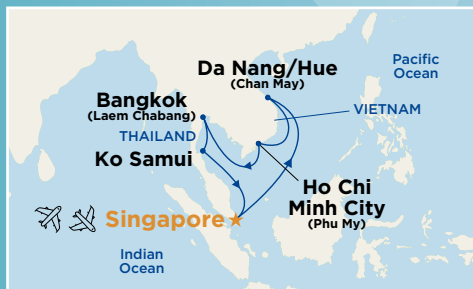 Pacific
Ocean
Da Nang/Hue
(Chan May)
Bangkok
(Laem Chabang)
VIETNAM
THAILAND
Ko Samui
Ho Chi
Minh City
(Phu My)
Singapore
Indian
Ocean